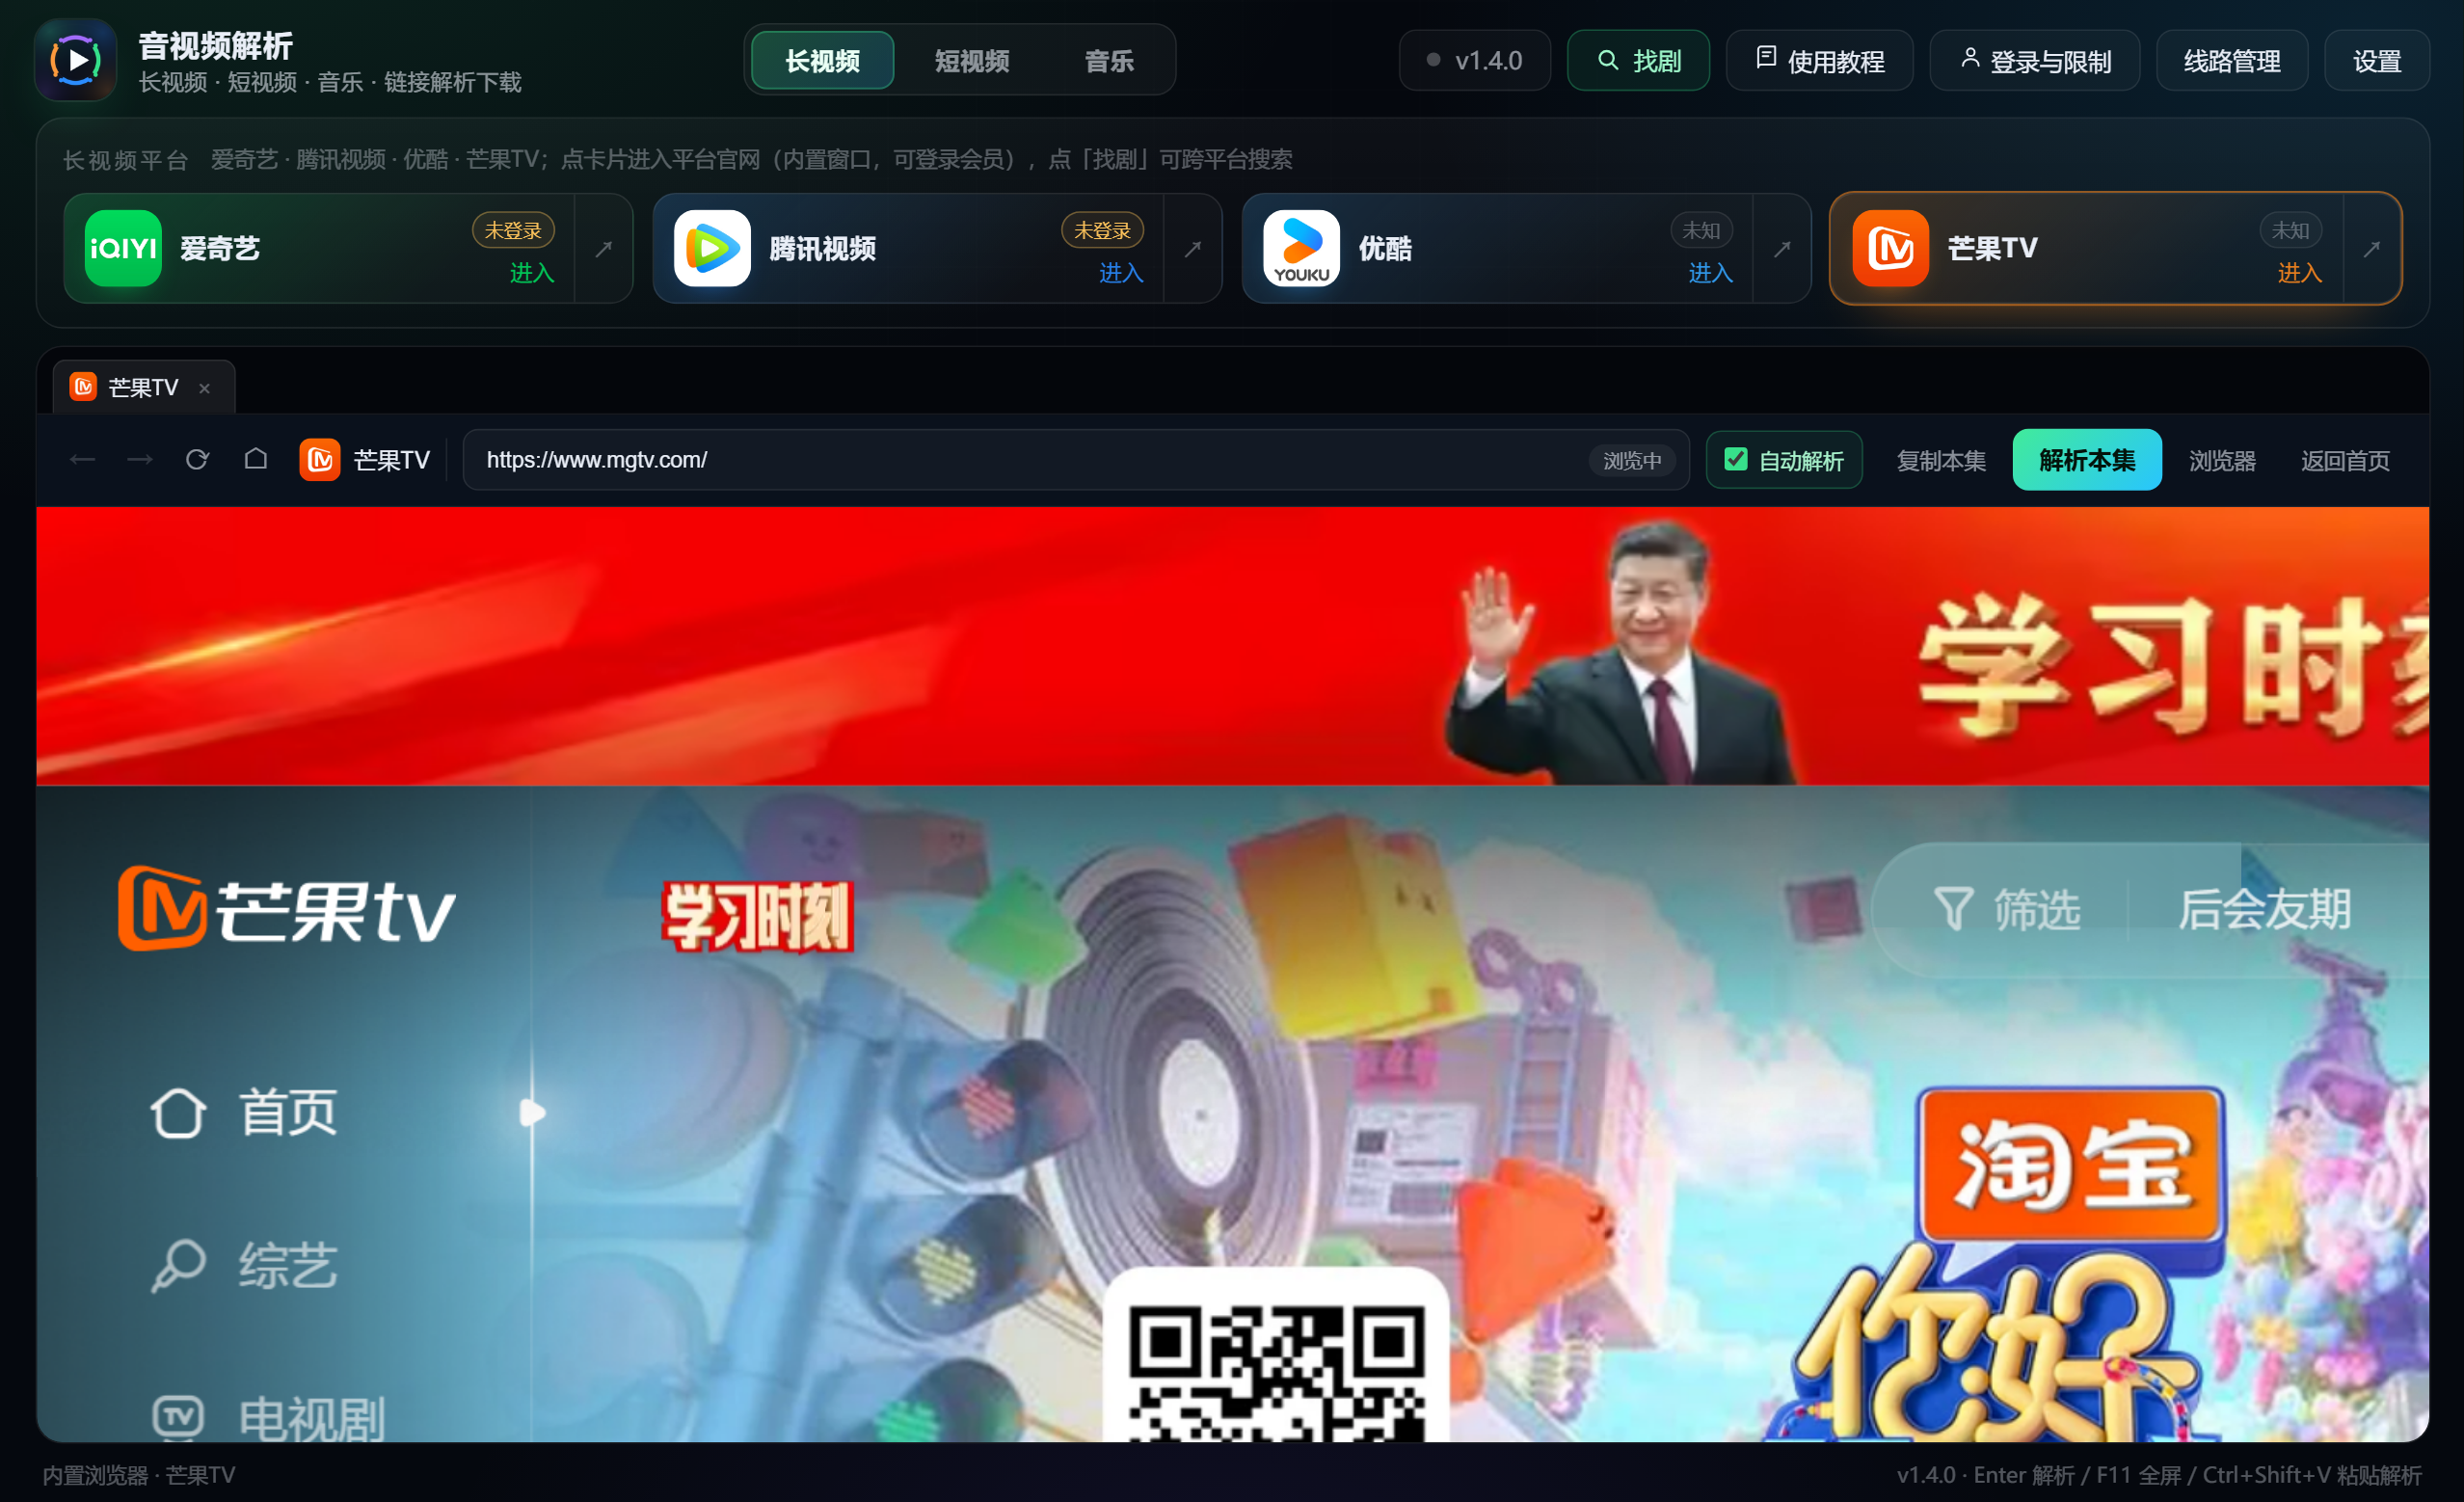 音视频解析
长视频 · 短视频 · 音乐 · 链接解析下载
长视频 短视频 音乐
v1.4.0 找剧 使用教程 登录与限制 线路管理 设置
长视频平台 爱奇艺 · 腾讯视频 · 优酷 · 芒果TV；点卡片进入平台官网（内置窗口，可登录会员），点「找剧」可跨平台搜索
iQIYI 爱奇艺 未登录 进入
腾讯视频 未登录 进入
YOUKU 优酷 未知 进入
芒果TV 未知 进入
芒果TV ×
芒果TV https://www.mgtv.com/ 浏览中 自动解析 复制本集 解析本集 浏览器 返回首页
学习时刻
芒果tv 学习时刻 筛选 后会友期
首页
淘宝
综艺
你好
TV 电视剧
内置浏览器 · 芒果TV
v1.4.0 · Enter 解析 / F11 全屏 / Ctrl+Shift+V 粘贴解析